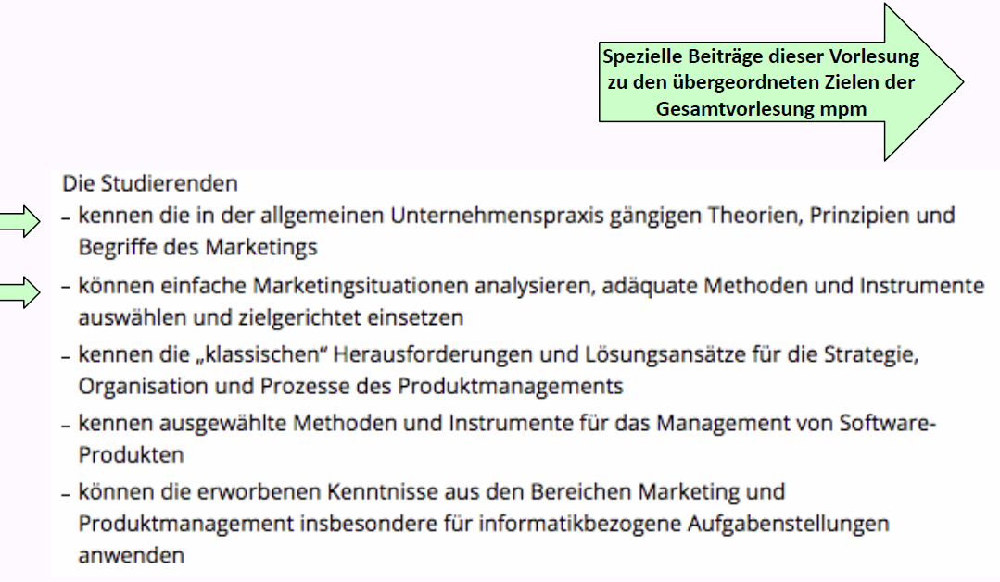 Spezielle Beiträge dieser Vorlesung
zu den übergeordneten Zielen der
Gesamtvorlesung mpm
Die Studierenden
– kennen die in der allgemeinen Unternehmenspraxis gängigen Theorien, Prinzipien und
Begriffe des Marketings
– können einfache Marketingsituationen analysieren, adäquate Methoden und Instrumente
auswählen und zielgerichtet einsetzen
– kennen die „klassischen“ Herausforderungen und Lösungsansätze für die Strategie,
Organisation und Prozesse des Produktmanagements
– kennen ausgewählte Methoden und Instrumente für das Management von Software-
Produkten
– können die erworbenen Kenntnisse aus den Bereichen Marketing und
Produktmanagement insbesondere für informatikbezogene Aufgabenstellungen
anwenden